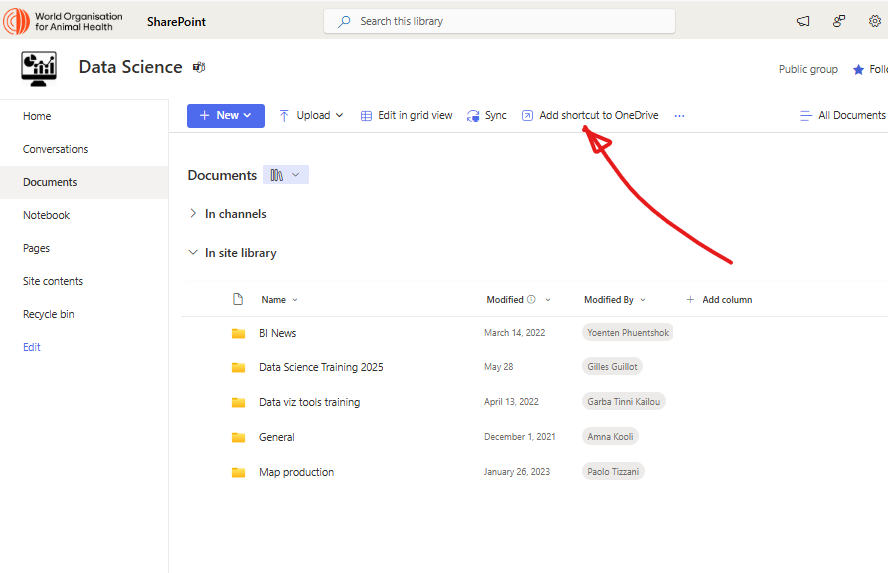 World Organisation
for Animal Health
SharePoint
Search this library
Data Science
Public group
Foll
Home
Conversations
Documents
Notebook
Pages
Site contents
Recycle bin
Edit
New
Upload
Edit in grid view
Sync
Add shortcut to OneDrive
All Documents
Documents
In channels
In site library
Name
Modified
Modified By
Add column
BI News
March 14, 2022
Yoenten Phuentshok
Data Science Training 2025
May 28
Gilles Guillot
Data viz tools training
April 13, 2022
Garba Tinni Kailou
General
December 1, 2021
Amna Kooli
Map production
January 26, 2023
Paolo Tizzani